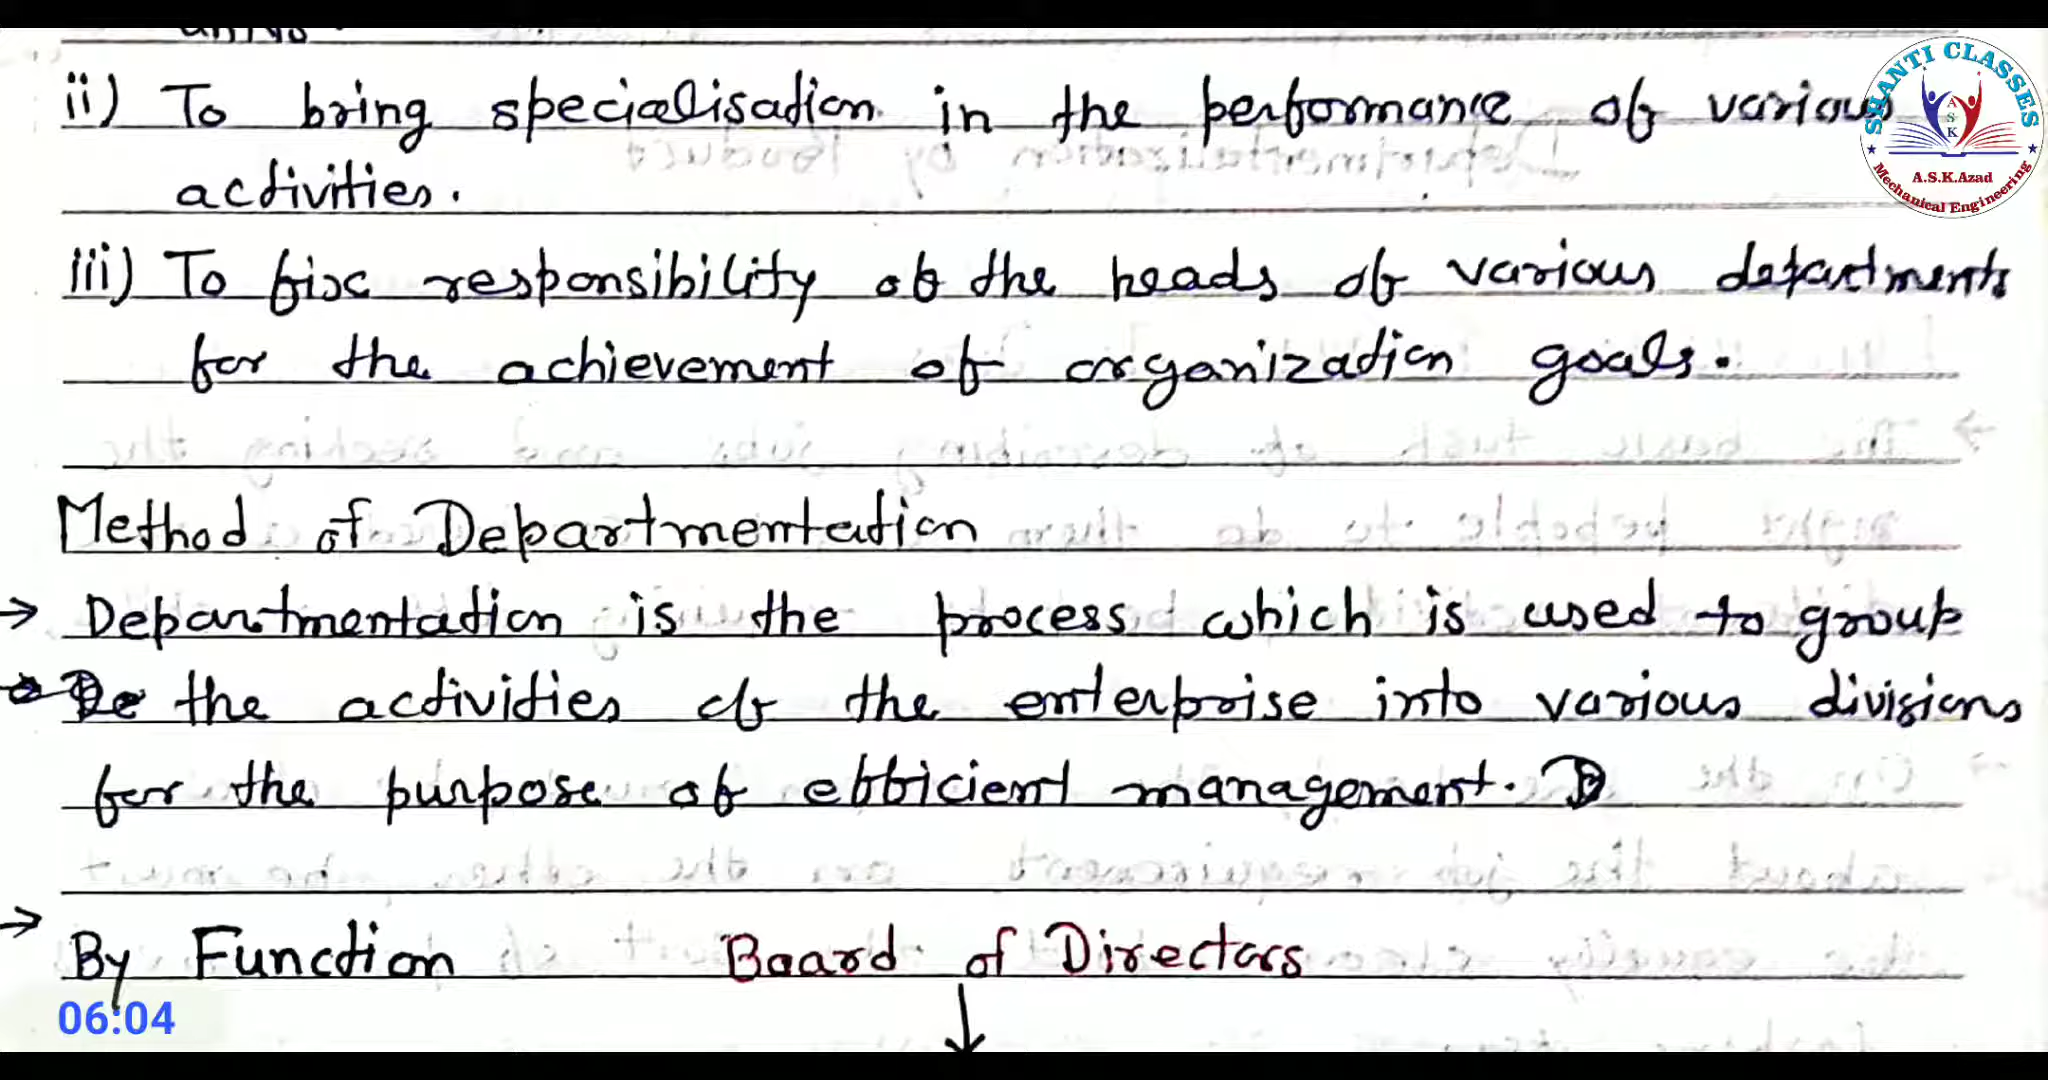 ii) To bring specialisation in the performance of various
activities.
iii) To fix responsibility of the heads of various departments
for the achievement of organization goals.
Method of Departmentation
→ Departmentation is the process which is used to group
the activities of the enterprise into various divisions
for the purpose of efficient management.
→ By Function Board of Directors
06:04
SHANTI CLASSES
ASK
A.S.K.Azad
Mechanical Engineering